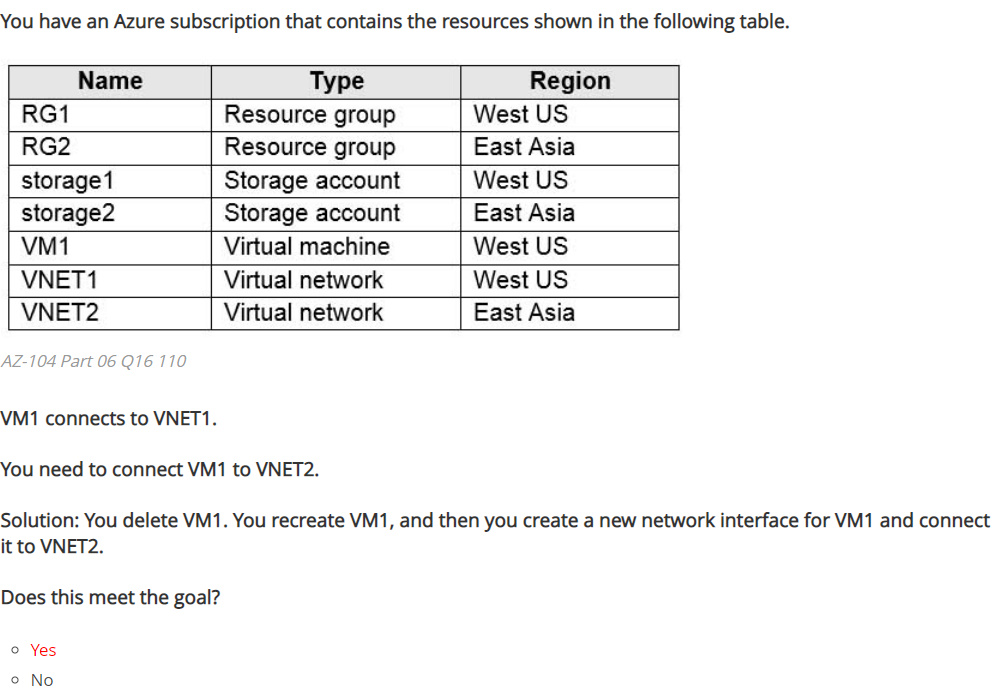 You have an Azure subscription that contains the resources shown in the following table.
Name Type Region
RG1 Resource group West US
RG2 Resource group East Asia
storage1 Storage account West US
storage2 Storage account East Asia
VM1 Virtual machine West US
VNET1 Virtual network West US
VNET2 Virtual network East Asia
AZ-104 Part 06 Q16 110
VM1 connects to VNET1.
You need to connect VM1 to VNET2.
Solution: You delete VM1. You recreate VM1, and then you create a new network interface for VM1 and connect
it to VNET2.
Does this meet the goal?
Yes
No